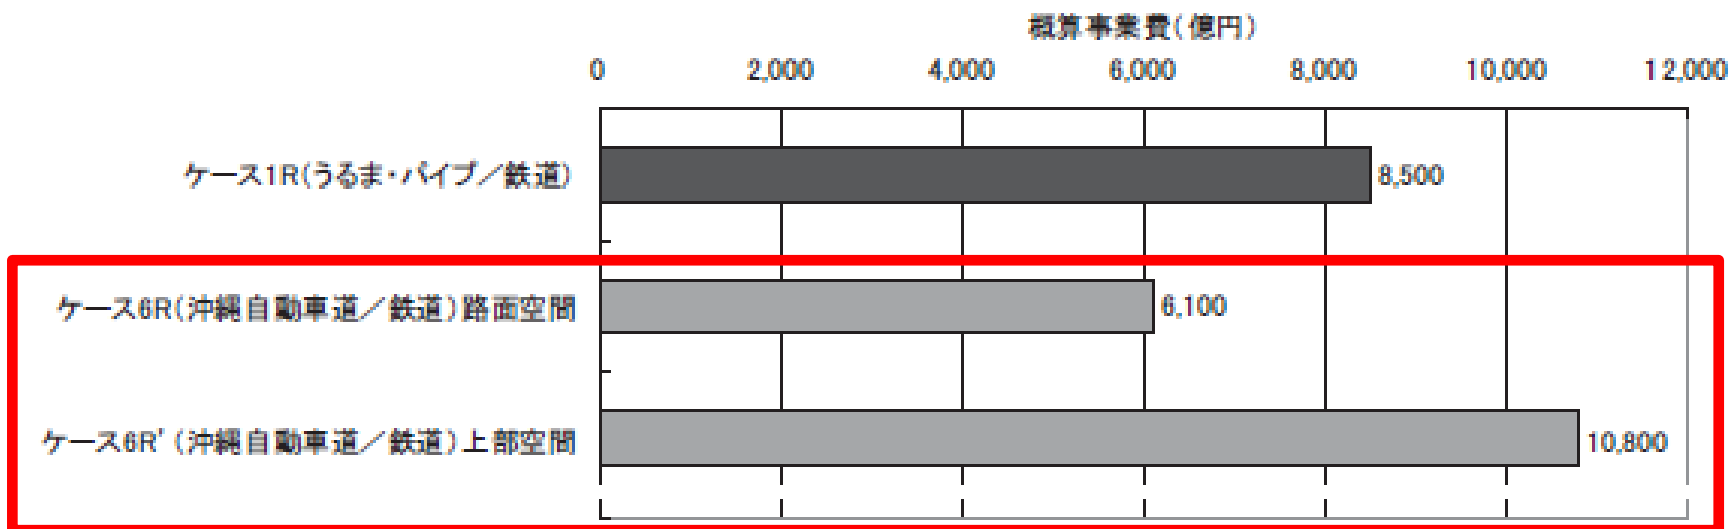 概算事業費(億円)
0 2,000 4,000 6,000 8,000 10,000 12,000
ケース1R(うるま・パイプ／鉄道) 8,500
ケース6R(沖縄自動車道／鉄道)路面空間 6,100
ケース6R'(沖縄自動車道／鉄道)上部空間 10,800